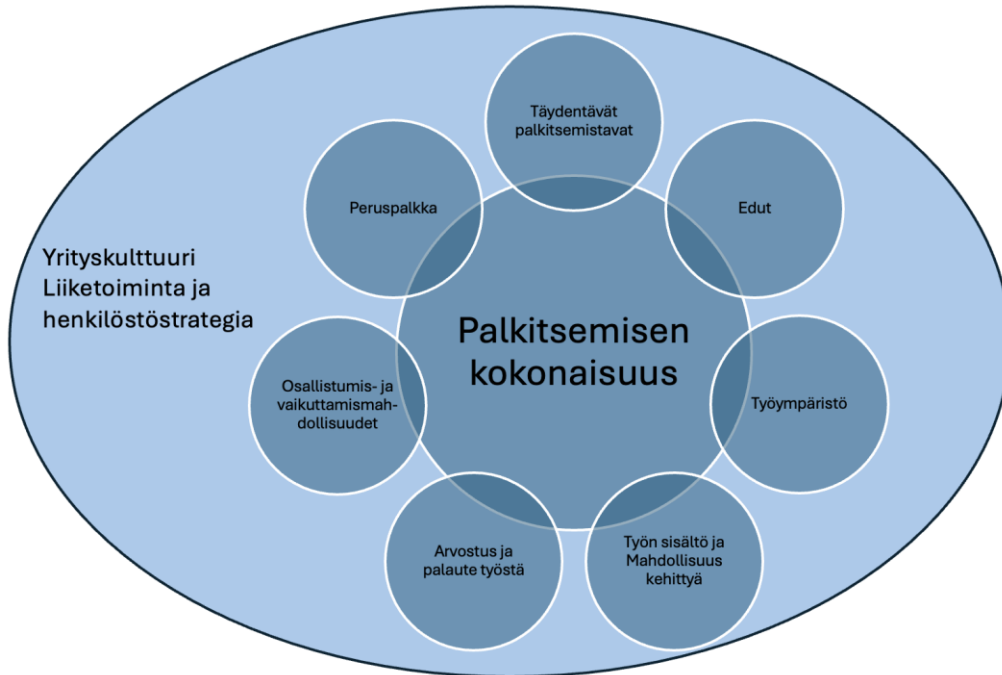 Täydentävät
palkitsemistavat
Peruspalkka
Edut
Yrityskulttuuri
Liiketoiminta ja
henkilöstöstrategia
Palkitsemisen
kokonaisuus
Osallistumis- ja
vaikuttamismah-
dollisuudet
Työympäristö
Arvostus ja
palaute työstä
Työn sisältö ja
Mahdollisuus
kehittyä